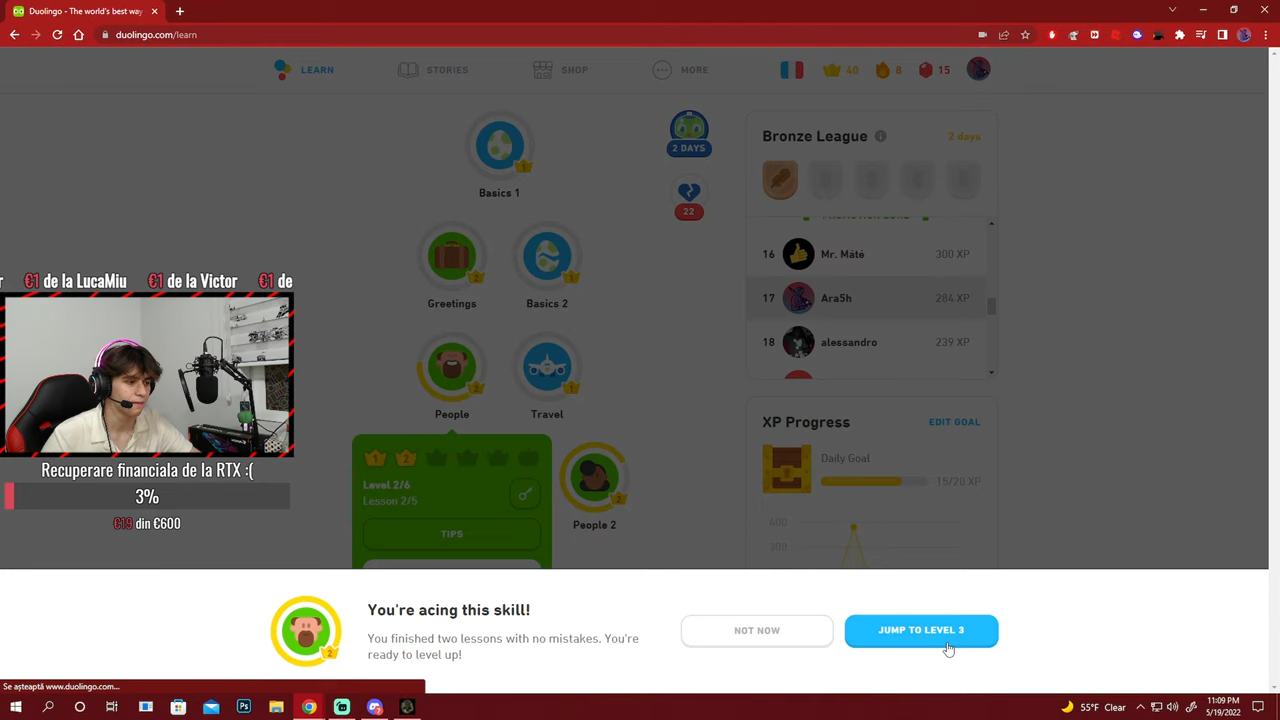 Duolingo - The world's best way
duolingo.com/learn
LEARN
STORIES
SHOP
MORE
40
8
15
Basics 1
2 DAYS
22
Greetings
Basics 2
People
Travel
Level 2/6
Lesson 2/5
TIPS
People 2
Bronze League
2 days
16 Mr. Máté 300 XP
17 Ara5h 284 XP
18 alessandro 239 XP
XP Progress
EDIT GOAL
Daily Goal
15/20 XP
400
300
r €1 de la LucaMiu €1 de la Victor €1 de
Recuperare financiala de la RTX :(
3%
€19 din €600
You're acing this skill!
You finished two lessons with no mistakes. You're
ready to level up!
NOT NOW
JUMP TO LEVEL 3
Se așteaptă www.duolingo.com...
55°F Clear
11:09 PM
5/19/2022